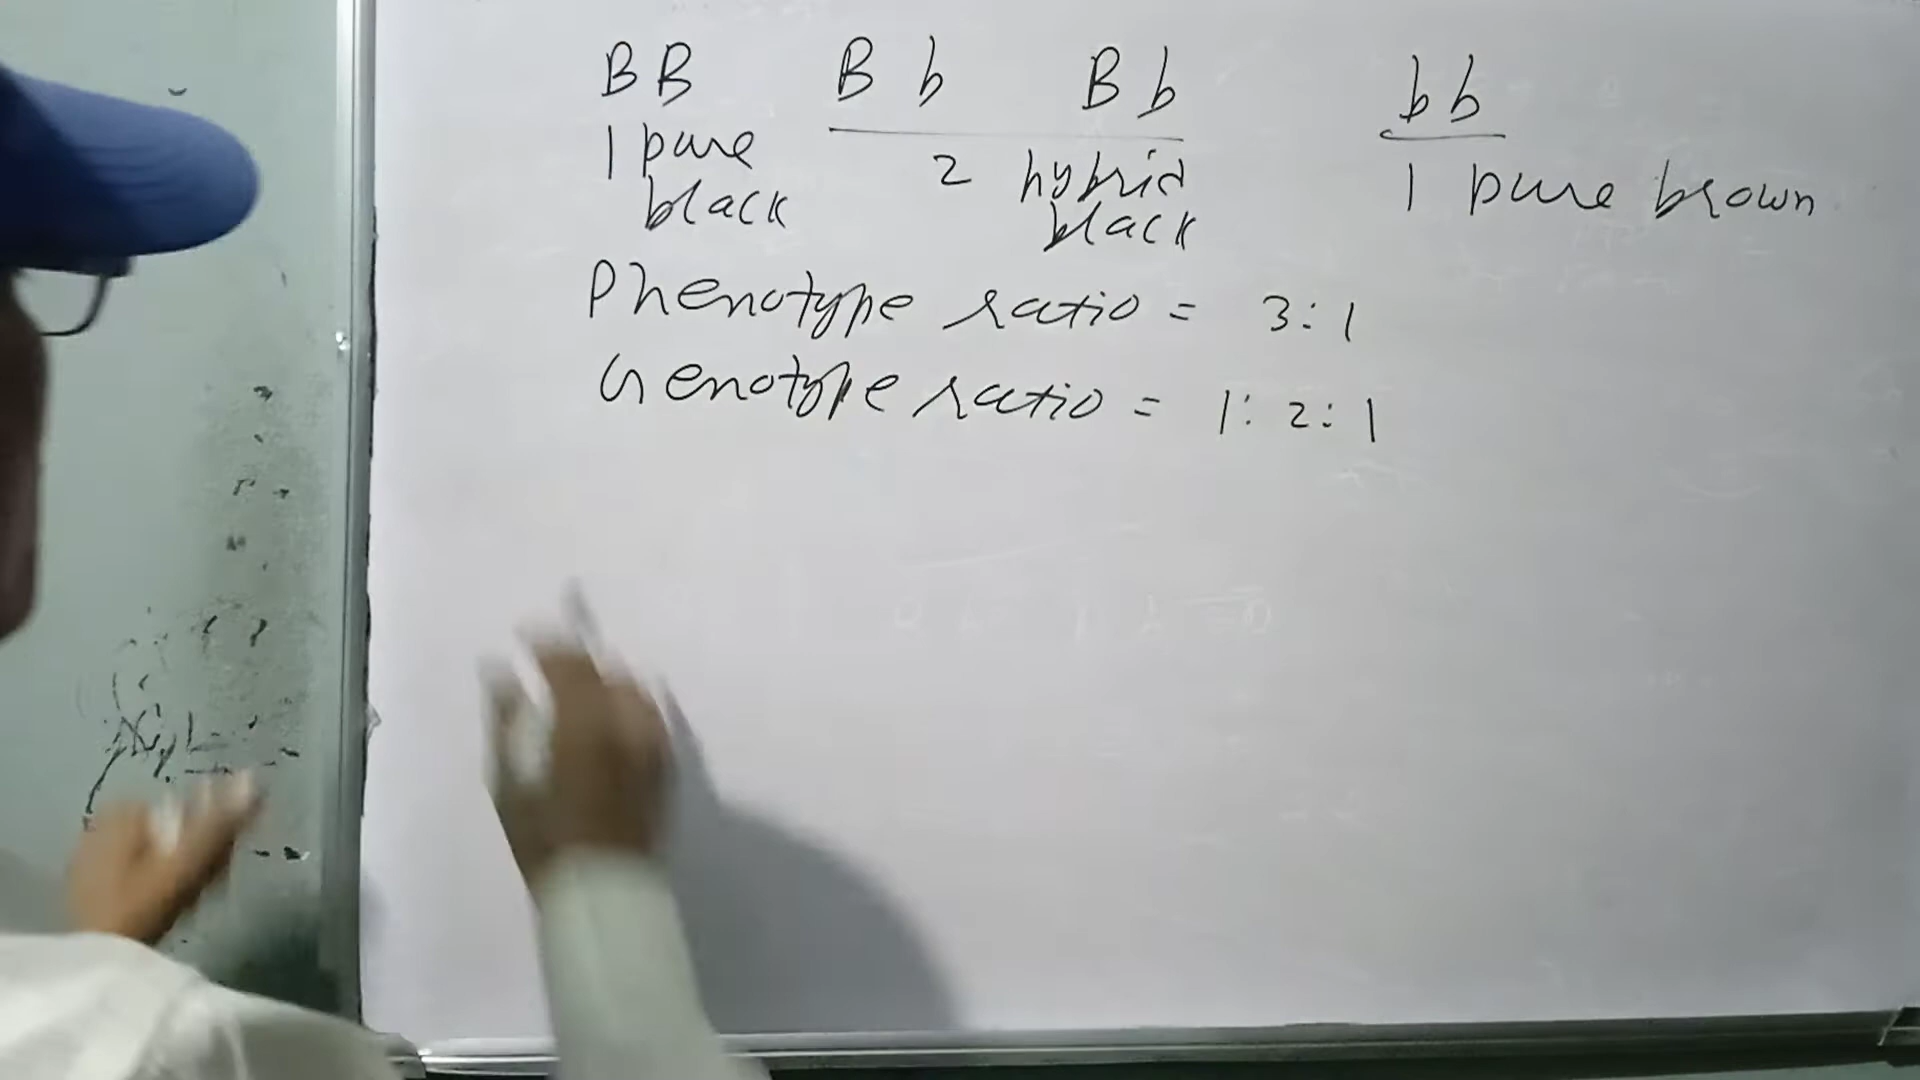 BB Bb Bb bb
1 pure black 2 hybrid black 1 pure brown
Phenotype ratio = 3:1
Genotype ratio = 1:2:1